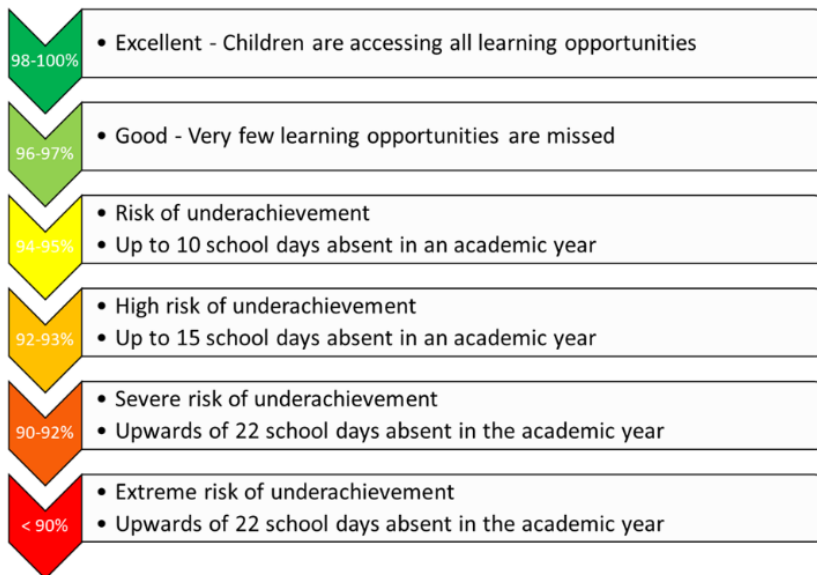 98-100%
• Excellent - Children are accessing all learning opportunities
96-97%
• Good - Very few learning opportunities are missed
94-95%
• Risk of underachievement
• Up to 10 school days absent in an academic year
92-93%
• High risk of underachievement
• Up to 15 school days absent in an academic year
90-92%
• Severe risk of underachievement
• Upwards of 22 school days absent in the academic year
< 90%
• Extreme risk of underachievement
• Upwards of 22 school days absent in the academic year